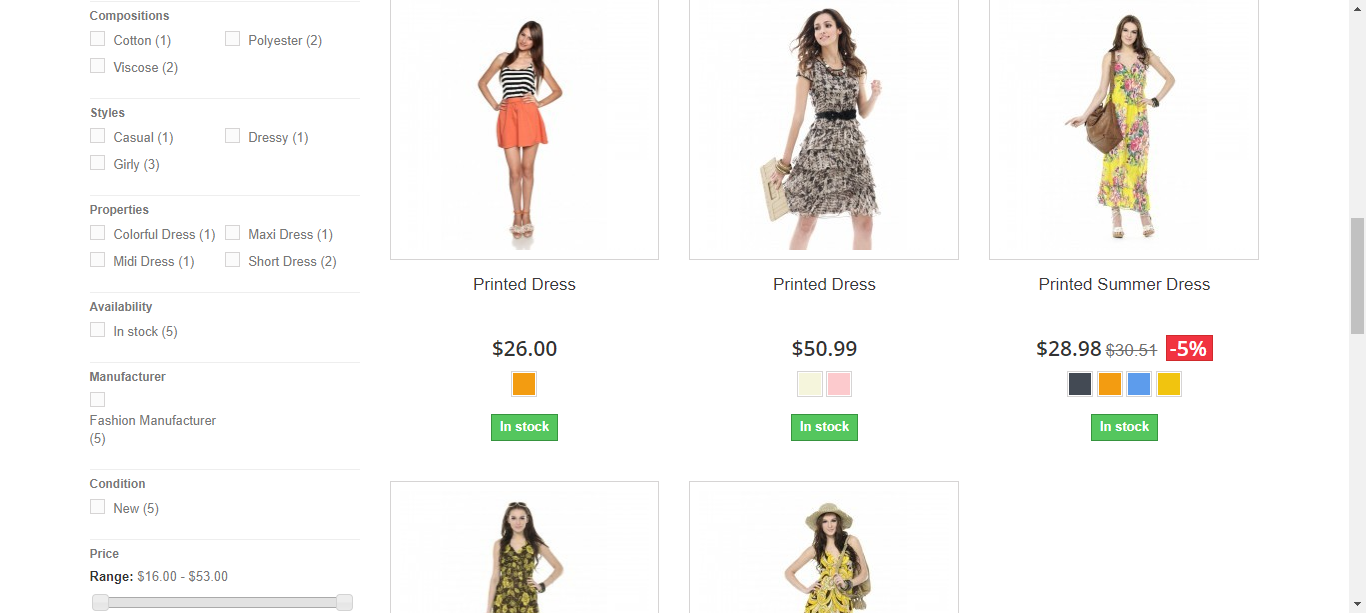 Compositions
Cotton (1) Polyester (2)
Viscose (2)
Styles
Casual (1) Dressy (1)
Girly (3)
Properties
Colorful Dress (1) Maxi Dress (1)
Midi Dress (1) Short Dress (2)
Availability
In stock (5)
Manufacturer
Fashion Manufacturer
(5)
Condition
New (5)
Price
Range: $16.00 - $53.00
Printed Dress
$26.00
In stock
Printed Dress
$50.99
In stock
Printed Summer Dress
$28.98 $30.51 -5%
In stock